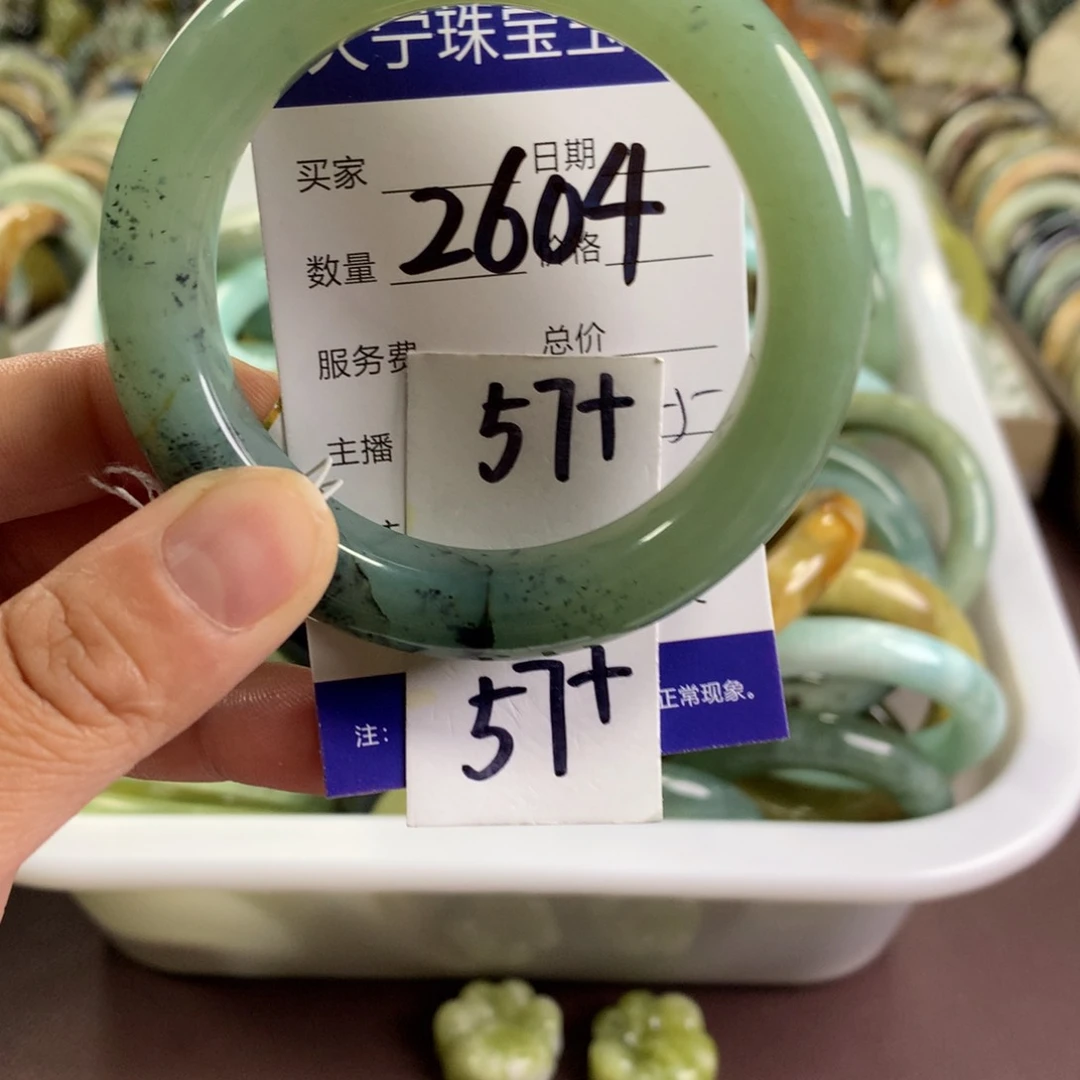 宁珠宝玉
买家 日期
2604
数量 价格
服务费 总价
57+
主播
57+
注: 正常现象。